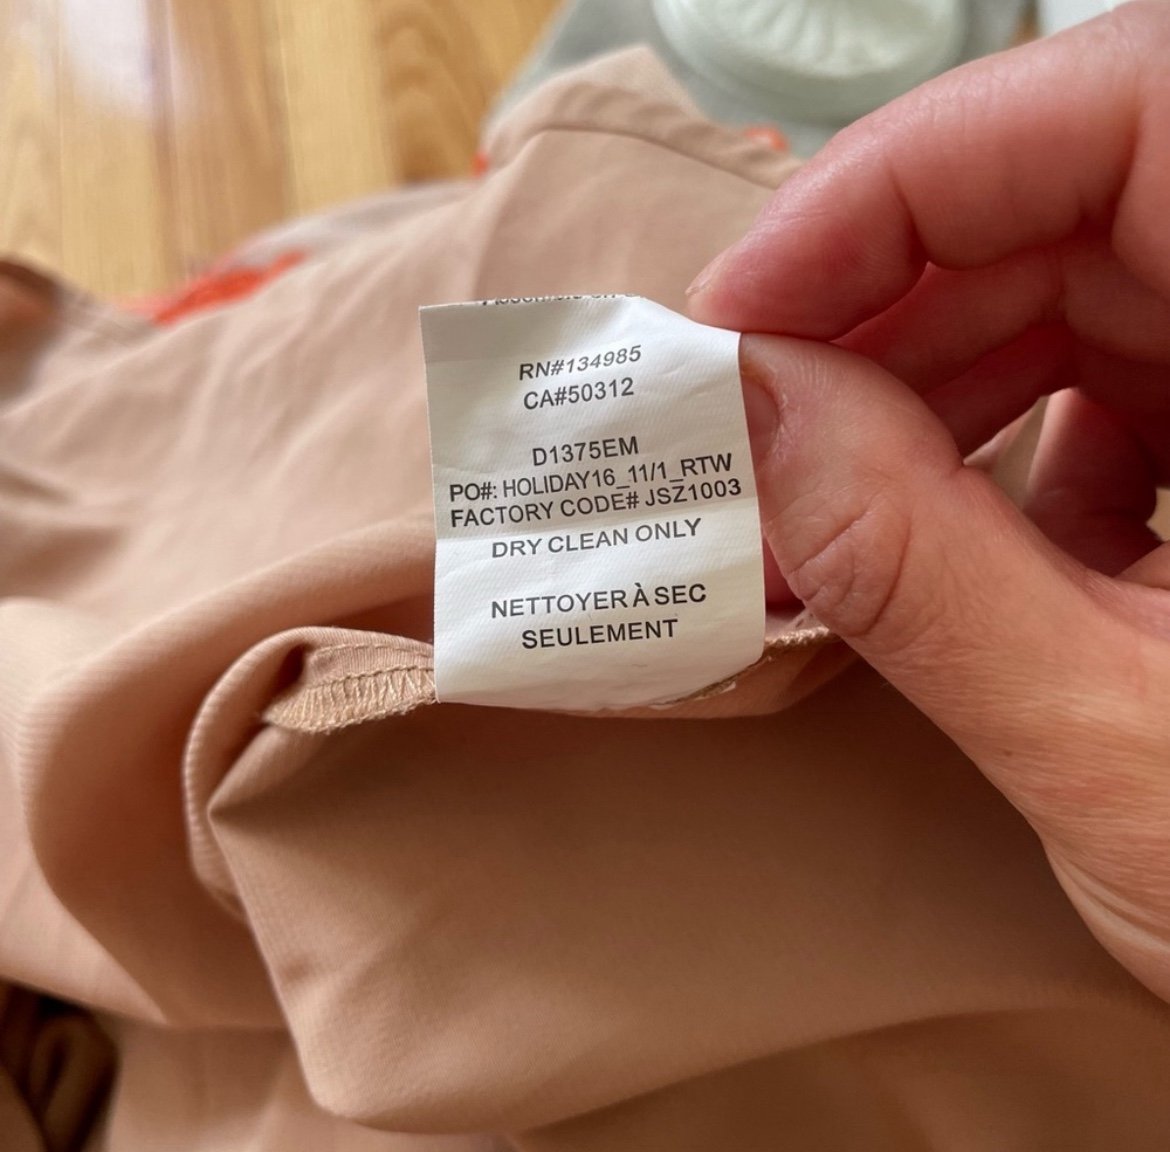 RN#134985
CA#50312
D1375EM
PO#: HOLIDAY16_11/1_RTW
FACTORY CODE# JSZ1003
DRY CLEAN ONLY
NETTOYER À SEC
SEULEMENT